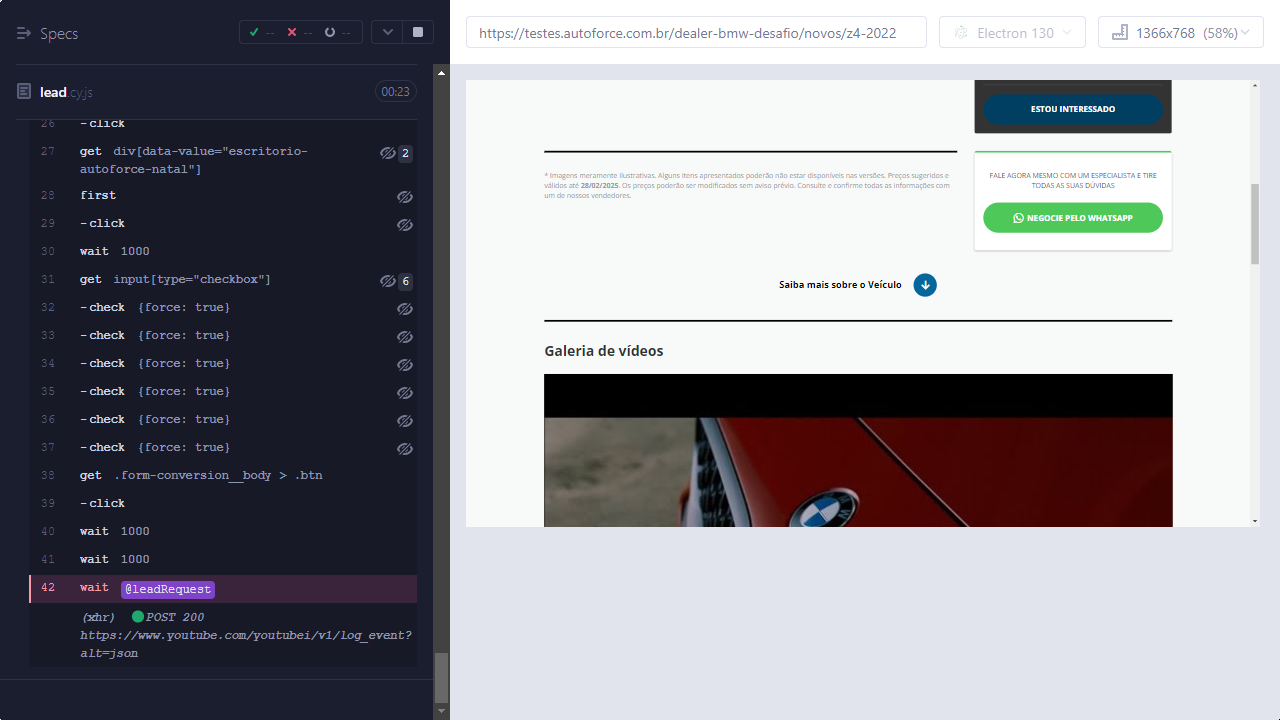 Specs
--
--
--
https://testes.autoforce.com.br/dealer-bmw-desafio/novos/z4-2022
Electron 130
1366x768 (58%)
lead.cy.js
00:23
26 -click
27 get div[data-value="escritorio-autoforce-natal"] 2
28 first
29 -click
30 wait 1000
31 get input[type="checkbox"] 6
32 -check {force: true}
33 -check {force: true}
34 -check {force: true}
35 -check {force: true}
36 -check {force: true}
37 -check {force: true}
38 get .form-conversion__body > .btn
39 -click
40 wait 1000
41 wait 1000
42 wait @leadRequest
(xhr) POST 200
https://www.youtube.com/youtubei/v1/log_event?
alt=json
ESTOU INTERESSADO
* Imagens meramente ilustrativas. Alguns itens apresentados poderão não estar disponíveis nas versões. Preços sugeridos e
válidos até 28/02/2025. Os preços poderão ser modificados sem aviso prévio. Consulte e confirme todas as informações com
um de nossos vendedores.
FALE AGORA MESMO COM UM ESPECIALISTA E TIRE
TODAS AS SUAS DÚVIDAS
NEGOCIE PELO WHATSAPP
Saiba mais sobre o Veículo
Galeria de vídeos
BMW